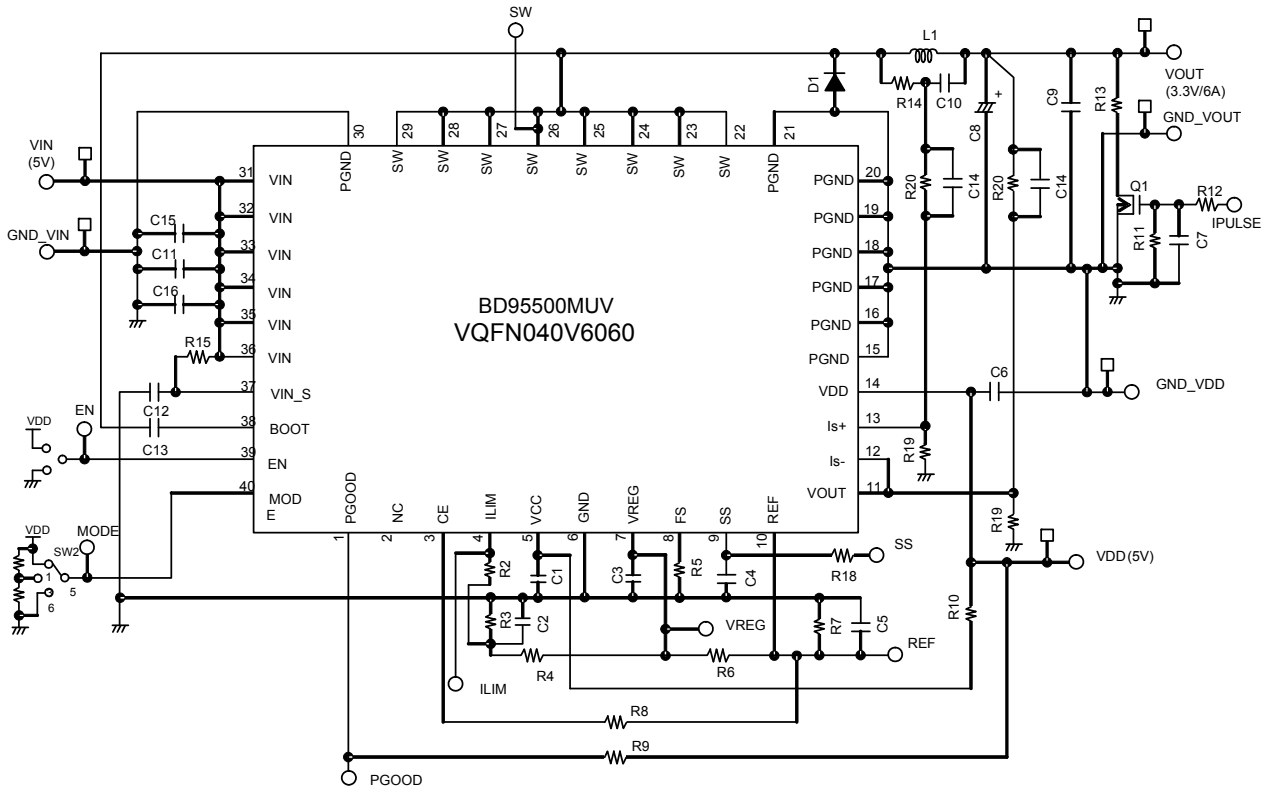 SW
L1
VOUT
(3.3V/6A)
D1
R14
C10
C8
+
C9
R13
GND_VOUT
30
29
28
27
26
25
24
23
22
21
PGND
SW
SW
SW
SW
SW
SW
SW
SW
PGND
VIN
(5V)
31
VIN
PGND
20
32
VIN
C15
PGND
19
R20
C14
R20
C14
Q1
R12
IPULSE
GND_VIN
33
VIN
C11
PGND
18
R11
C7
34
VIN
C16
PGND
17
35
VIN
BD95500MUV
VQFN040V6060
PGND
16
R15
36
VIN
PGND
15
37
VIN_S
C12
VDD
14
C6
GND_VDD
VDD
EN
38
BOOT
C13
Is+
13
R19
39
EN
Is-
12
40
MOD
E
VOUT
11
R19
PGOOD
NC
CE
ILIM
VCC
GND
VREG
FS
SS
REF
1
2
3
4
5
6
7
8
9
10
VDD
SW2
MODE
1
5
6
R2
C1
C3
R5
C4
R18
SS
VDD(5V)
R3
C2
VREG
R7
C5
R10
REF
R4
R6
ILIM
R8
R9
PGOOD